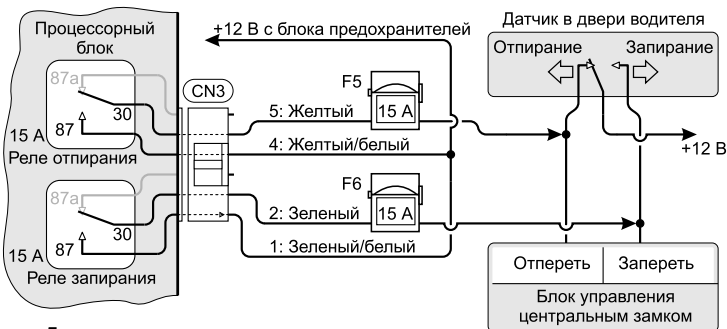 Процессорный
блок
87a
30
15 А
87
Реле отпирания
87a
30
15 А
87
Реле запирания
CN3
+12 В с блока предохранителей
5: Желтый
F5
15 А
4: Желтый/белый
F6
15 А
2: Зеленый
1: Зеленый/белый
Датчик в двери водителя
Отпирание
Запирание
+12 В
Отпереть
Запереть
Блок управления
центральным замком